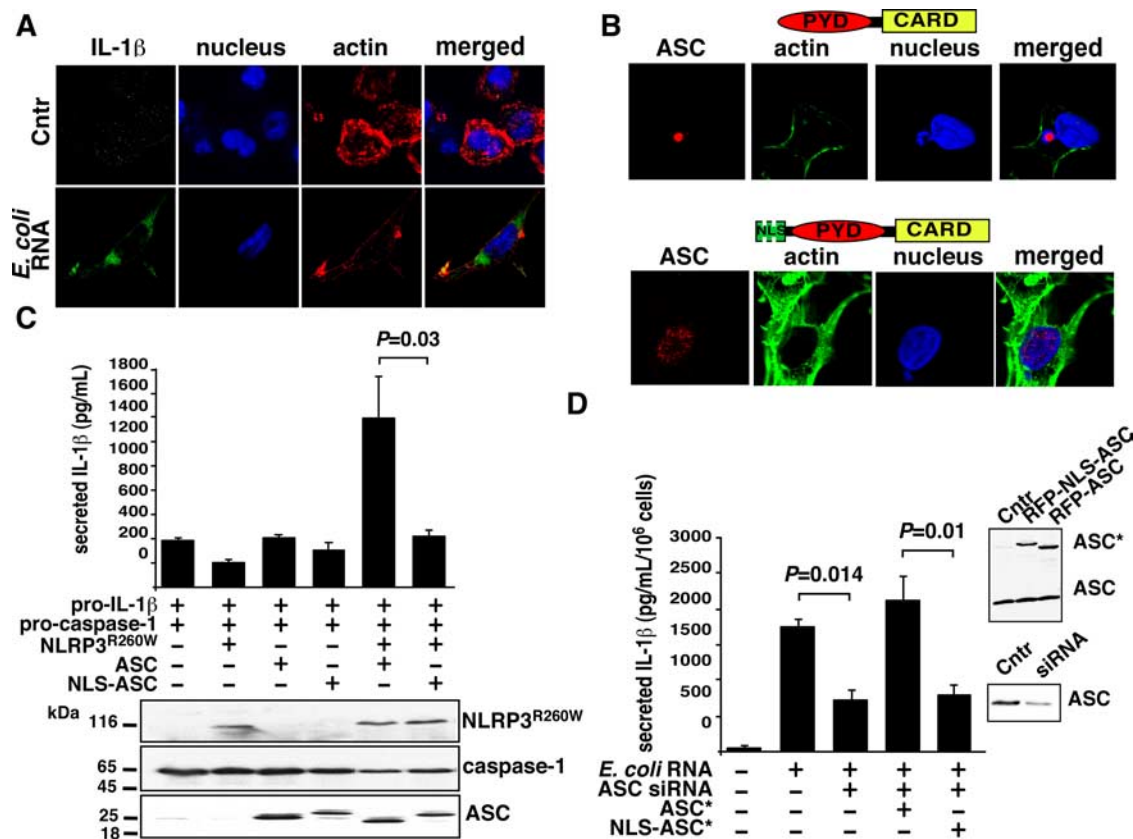 A
IL-1β nucleus actin merged
Cntr
E. coli RNA
B
PYD CARD
ASC actin nucleus merged
NLS PYD CARD
ASC actin nucleus merged
C
P=0.03
secreted IL-1β (pg/mL)
1800
1600
1400
1200
1000
800
600
400
200
0
pro-IL-1β + + + + + +
pro-caspase-1 + + + + + +
NLRP3R260W – + – – + +
ASC – – + – + –
NLS-ASC – – – + – +
kDa
116
NLRP3R260W
65
45
caspase-1
25
18
ASC
D
secreted IL-1β (pg/mL/10⁶ cells)
3000
2500
2000
1500
1000
500
0
P=0.014
P=0.01
E. coli RNA – + + + +
ASC siRNA – – + + +
ASC* – – – + –
NLS-ASC* – – – – +
Cntr RFP-NLS-ASC RFP-ASC
ASC*
ASC
Cntr siRNA
ASC